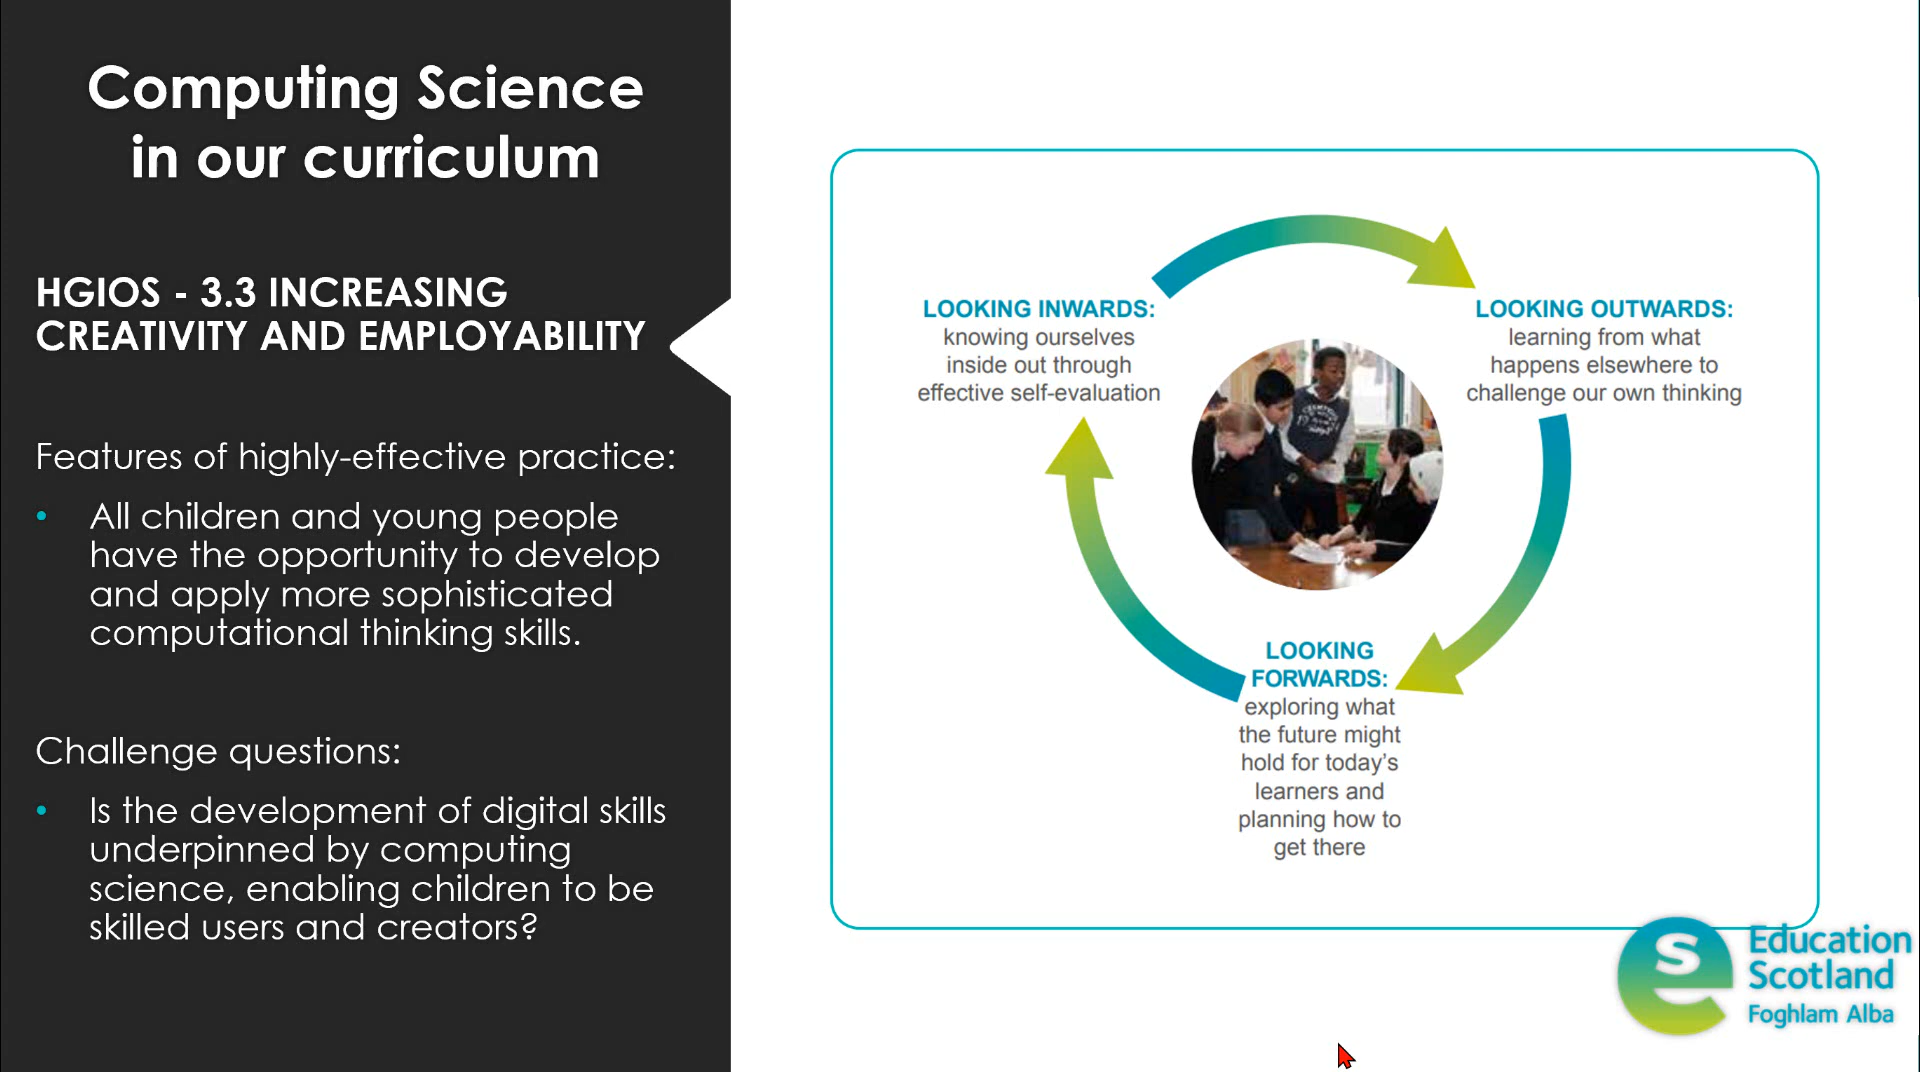 Computing Science
in our curriculum
HGIOS - 3.3 INCREASING
CREATIVITY AND EMPLOYABILITY
Features of highly-effective practice:
• All children and young people
have the opportunity to develop
and apply more sophisticated
computational thinking skills.
Challenge questions:
• Is the development of digital skills
underpinned by computing
science, enabling children to be
skilled users and creators?
LOOKING INWARDS:
knowing ourselves
inside out through
effective self-evaluation
LOOKING OUTWARDS:
learning from what
happens elsewhere to
challenge our own thinking
LOOKING
FORWARDS:
exploring what
the future might
hold for today's
learners and
planning how to
get there
Education
Scotland
Foghlam Alba